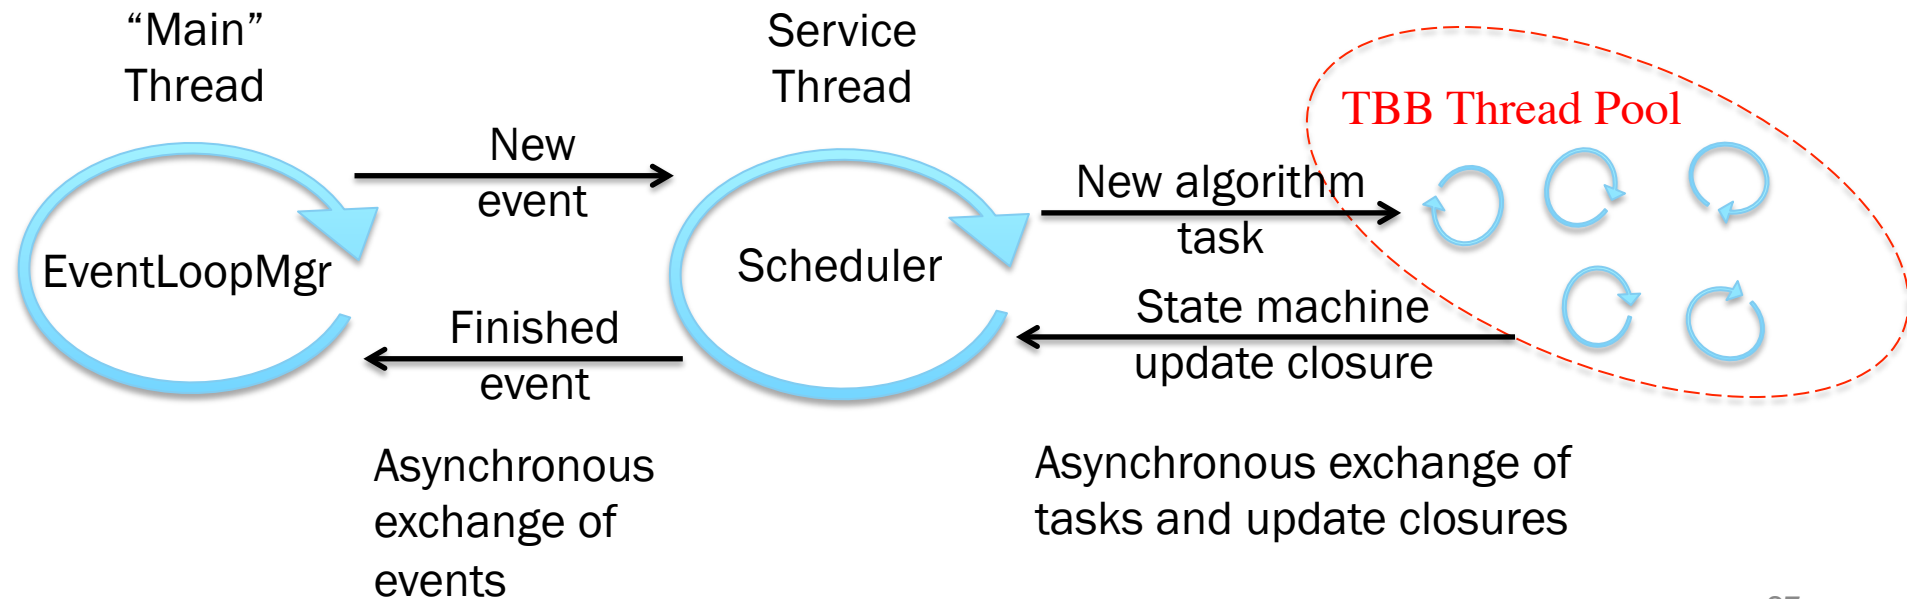 “Main”
Thread
Service
Thread
TBB Thread Pool
New
event
New algorithm
task
EventLoopMgr
Scheduler
Finished
event
State machine
update closure
Asynchronous
exchange of
events
Asynchronous exchange of
tasks and update closures